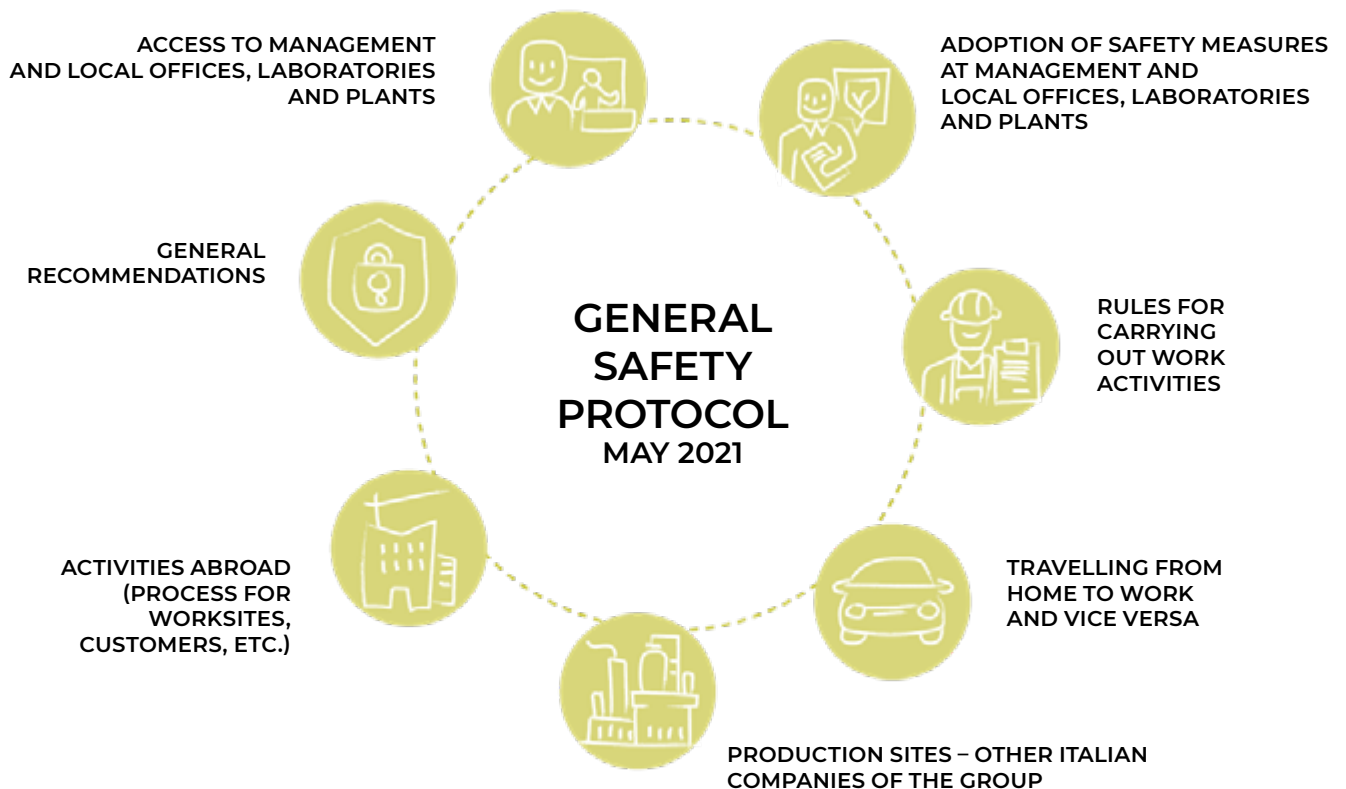 ACCESS TO MANAGEMENT
AND LOCAL OFFICES, LABORATORIES
AND PLANTS
ADOPTION OF SAFETY MEASURES
AT MANAGEMENT AND
LOCAL OFFICES, LABORATORIES
AND PLANTS
GENERAL
RECOMMENDATIONS
GENERAL
SAFETY
PROTOCOL
MAY 2021
RULES FOR
CARRYING
OUT WORK
ACTIVITIES
ACTIVITIES ABROAD
(PROCESS FOR
WORKSITES,
CUSTOMERS, ETC.)
TRAVELLING FROM
HOME TO WORK
AND VICE VERSA
PRODUCTION SITES – OTHER ITALIAN
COMPANIES OF THE GROUP